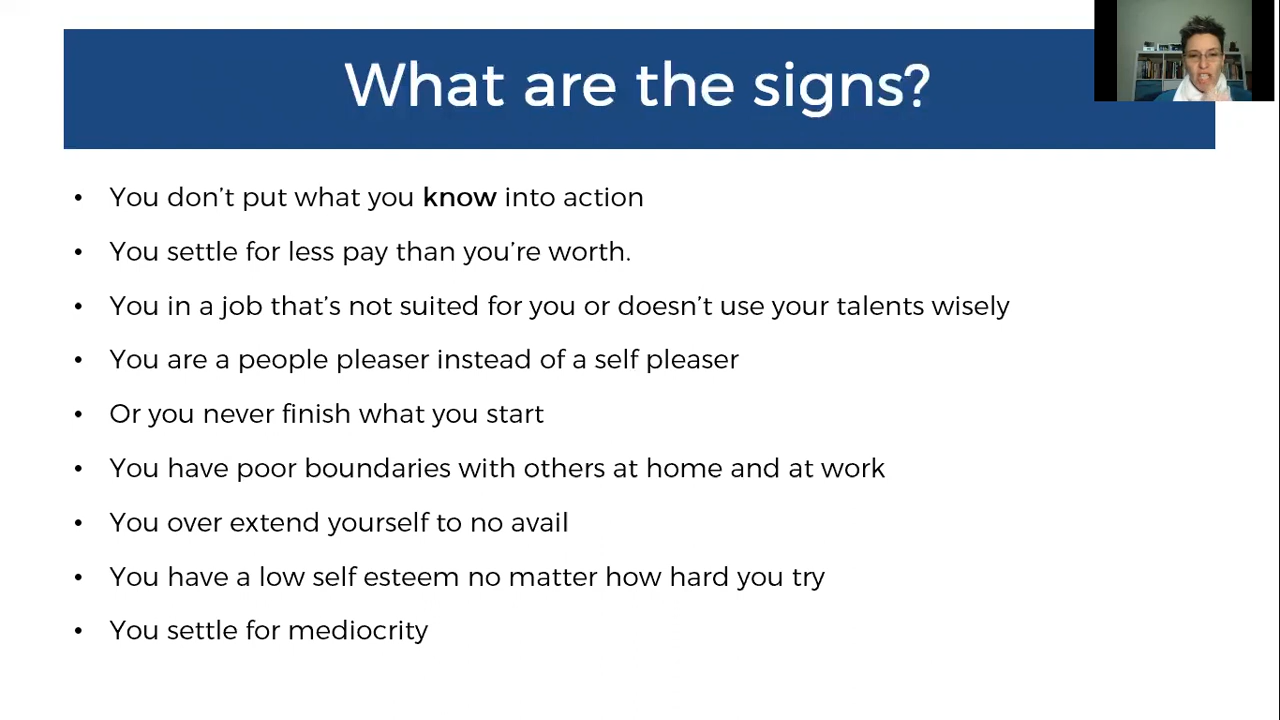 What are the signs?
• You don't put what you know into action
• You settle for less pay than you're worth.
• You in a job that's not suited for you or doesn't use your talents wisely
• You are a people pleaser instead of a self pleaser
• Or you never finish what you start
• You have poor boundaries with others at home and at work
• You over extend yourself to no avail
• You have a low self esteem no matter how hard you try
• You settle for mediocrity